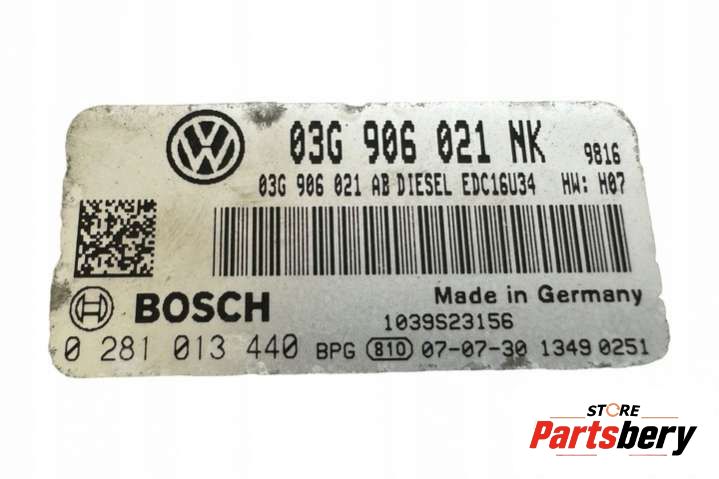 03G 906 021 NK 9816
03G 906 021 AB DIESEL EDC16U34 HW: H07
BOSCH Made in Germany
1039S23156
0 281 013 440 BPG 810 07-07-30 1349 0251
STORE
Partsbery